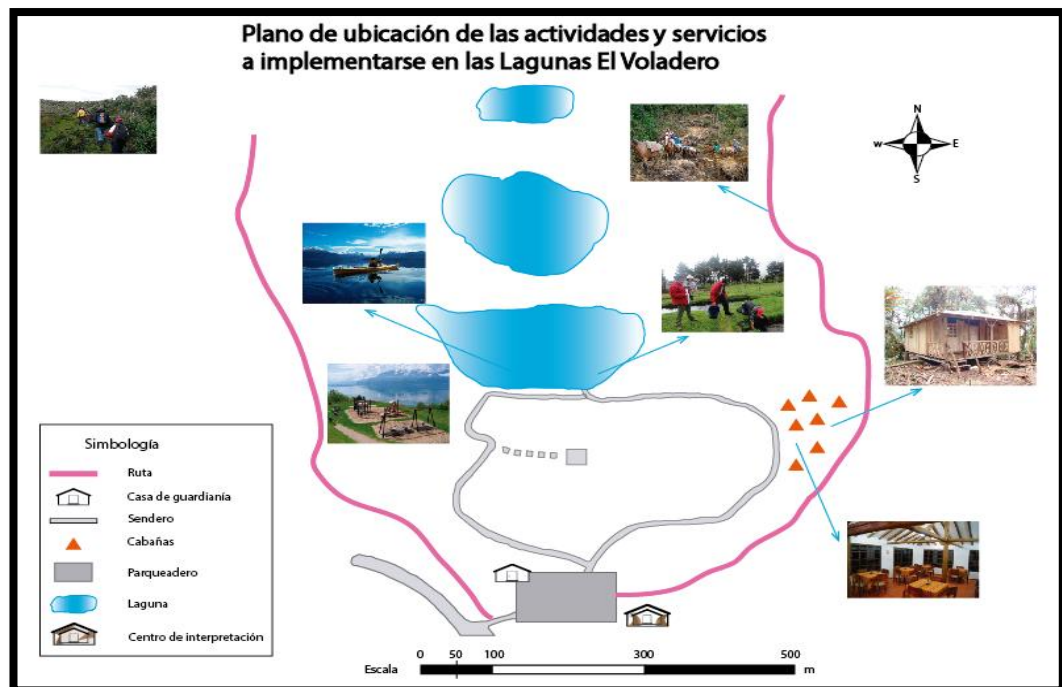 Plano de ubicación de las actividades y servicios
a implementarse en las Lagunas El Voladero
N
W E
S
Simbología
Ruta
Casa de guardianía
Sendero
Cabañas
Parqueadero
Laguna
Centro de interpretación
0 50 100 300 500
Escala m